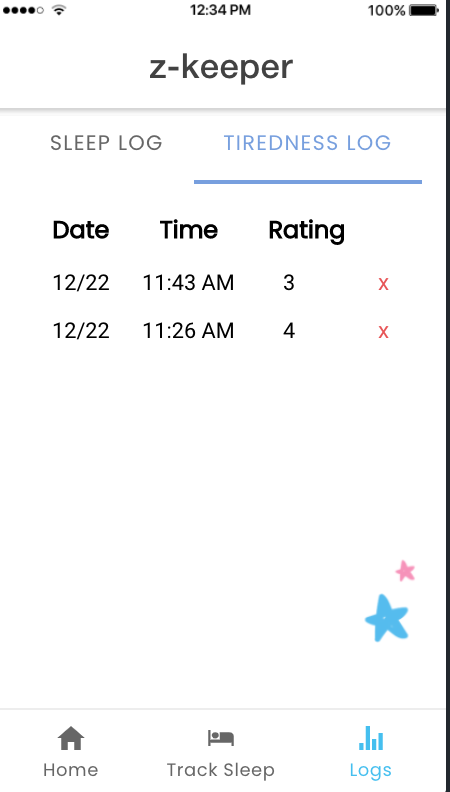 12:34 PM 100%
z-keeper
SLEEP LOG TIREDNESS LOG
Date Time Rating
12/22 11:43 AM 3 x
12/22 11:26 AM 4 x
Home Track Sleep Logs